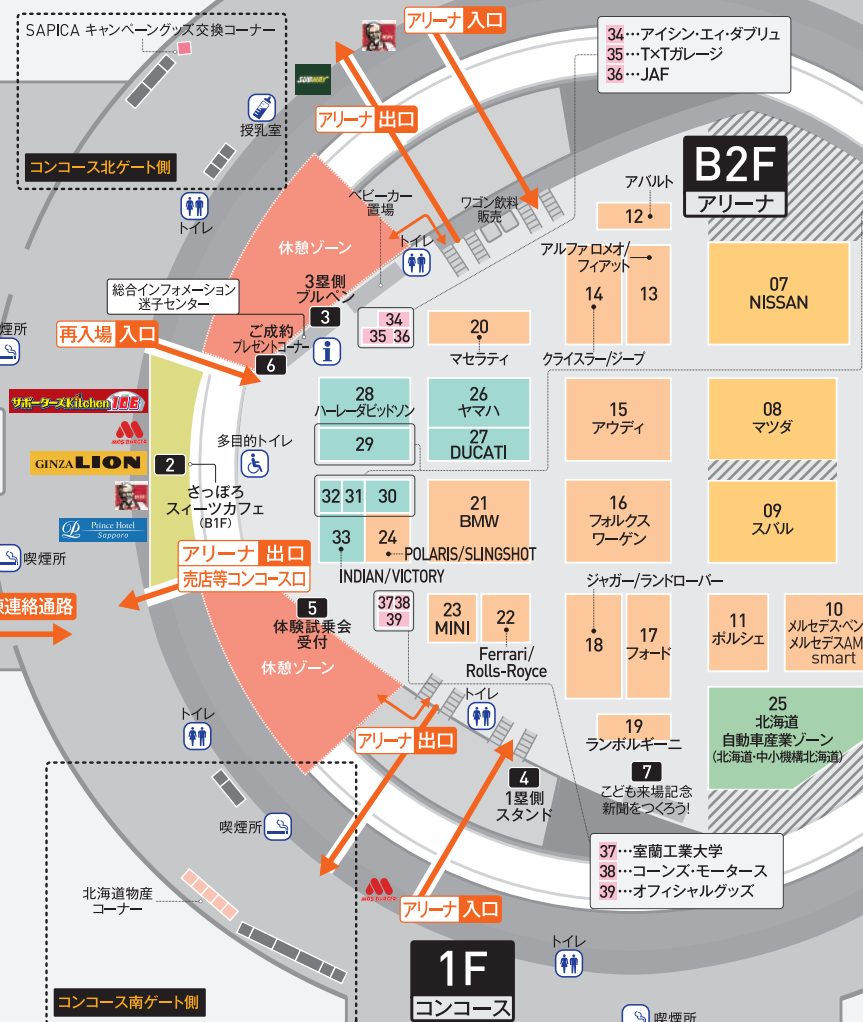 SAPICA キャンペーングッズ交換コーナー
授乳室
コンコース北ゲート側
トイレ
SUBWAY
KFC
アリーナ 入口
アリーナ 出口
34…アイシン・エィ・ダブリュ
35…T×Tガレージ
36…JAF
B2F
アリーナ
ベビーカー
置場
ワゴン飲料
販売
休憩ゾーン
トイレ
総合インフォメーション
迷子センター
3塁側
ブルペン
3
ご成約
プレゼントコーナー
6
再入場 入口
煙所
34
35 36
20
マセラティ
アバルト
12
アルファロメオ/
フィアット
14
13
クライスラー/ジープ
07
NISSAN
28
ハーレーダビッドソン
29
26
ヤマハ
27
DUCATI
15
アウディ
08
マツダ
サポーターズKitchen 10E
MOS BURGER
GINZA LION
KFC
Prince Hotel
Sapporo
2
さっぽろ
スィーツカフェ
(B1F)
多目的トイレ
32 31 30
33
24
21
BMW
POLARIS/SLINGSHOT
INDIAN/VICTORY
16
フォルクス
ワーゲン
09
スバル
喫煙所
アリーナ 出口
売店等コンコース口
連絡通路
5
体験試乗会
受付
休憩ゾーン
37 38
39
23
MINI
22
Ferrari/
Rolls-Royce
ジャガー/ランドローバー
18
17
フォード
11
ポルシェ
10
メルセデス・ベン
メルセデスAM
smart
25
北海道
自動車産業ゾーン
(北海道・中小機構北海道)
19
ランボルギーニ
7
こども来場記念
新聞をつくろう!
トイレ
トイレ
アリーナ 出口
4
1塁側
スタンド
喫煙所
北海道物産
コーナー
コンコース南ゲート側
MOS BURGER
アリーナ 入口
37…室蘭工業大学
38…コーンズ・モータース
39…オフィシャルグッズ
1F
コンコース
トイレ
喫煙所